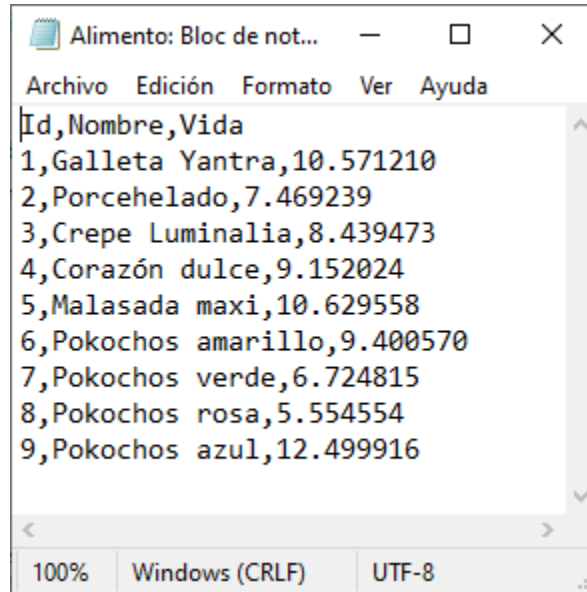 Alimento: Bloc de not...
Archivo Edición Formato Ver Ayuda
Id,Nombre,Vida
1,Galleta Yantra,10.571210
2,Porcehelado,7.469239
3,Crepe Luminalia,8.439473
4,Corazón dulce,9.152024
5,Malasada maxi,10.629558
6,Pokochos amarillo,9.400570
7,Pokochos verde,6.724815
8,Pokochos rosa,5.554554
9,Pokochos azul,12.499916
100% Windows (CRLF) UTF-8